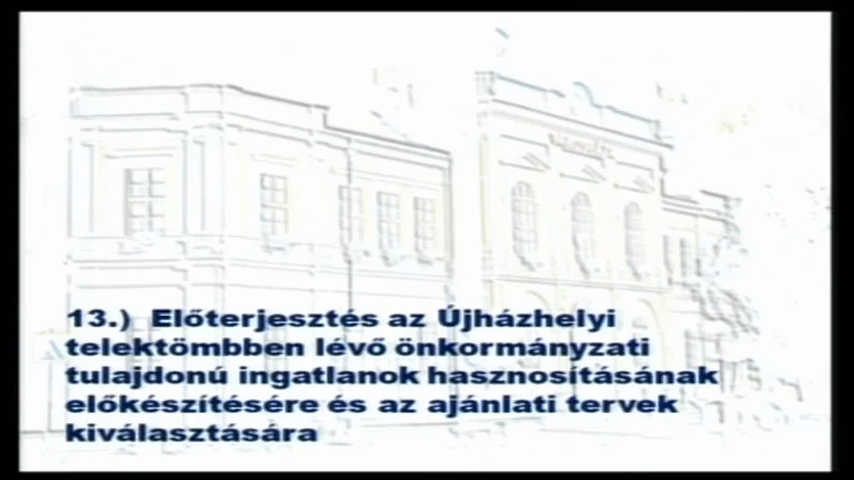 13.) Előterjesztés az Újházhelyi
telektömbben lévő önkormányzati
tulajdonú ingatlanok hasznosításának
előkészítésére és az ajánlati tervek
kiválasztására